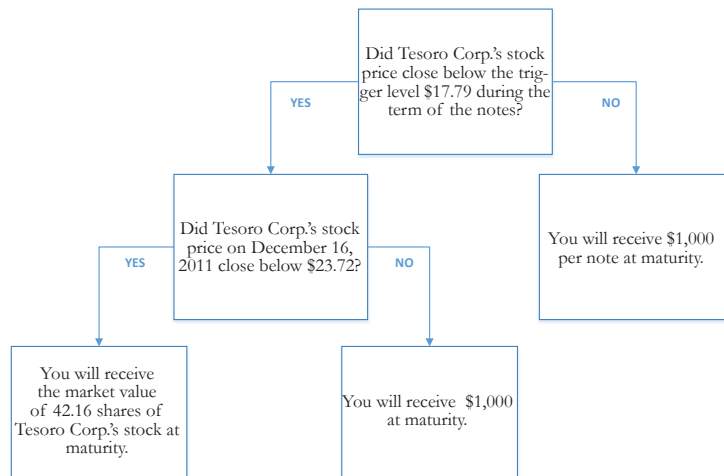 Did Tesoro Corp.'s stock
price close below the trig-
ger level $17.79 during the
term of the notes?
YES
NO
Did Tesoro Corp.'s stock
price on December 16,
2011 close below $23.72?
You will receive $1,000
per note at maturity.
YES
NO
You will receive
the market value
of 42.16 shares of
Tesoro Corp.'s stock at
maturity.
You will receive $1,000
at maturity.